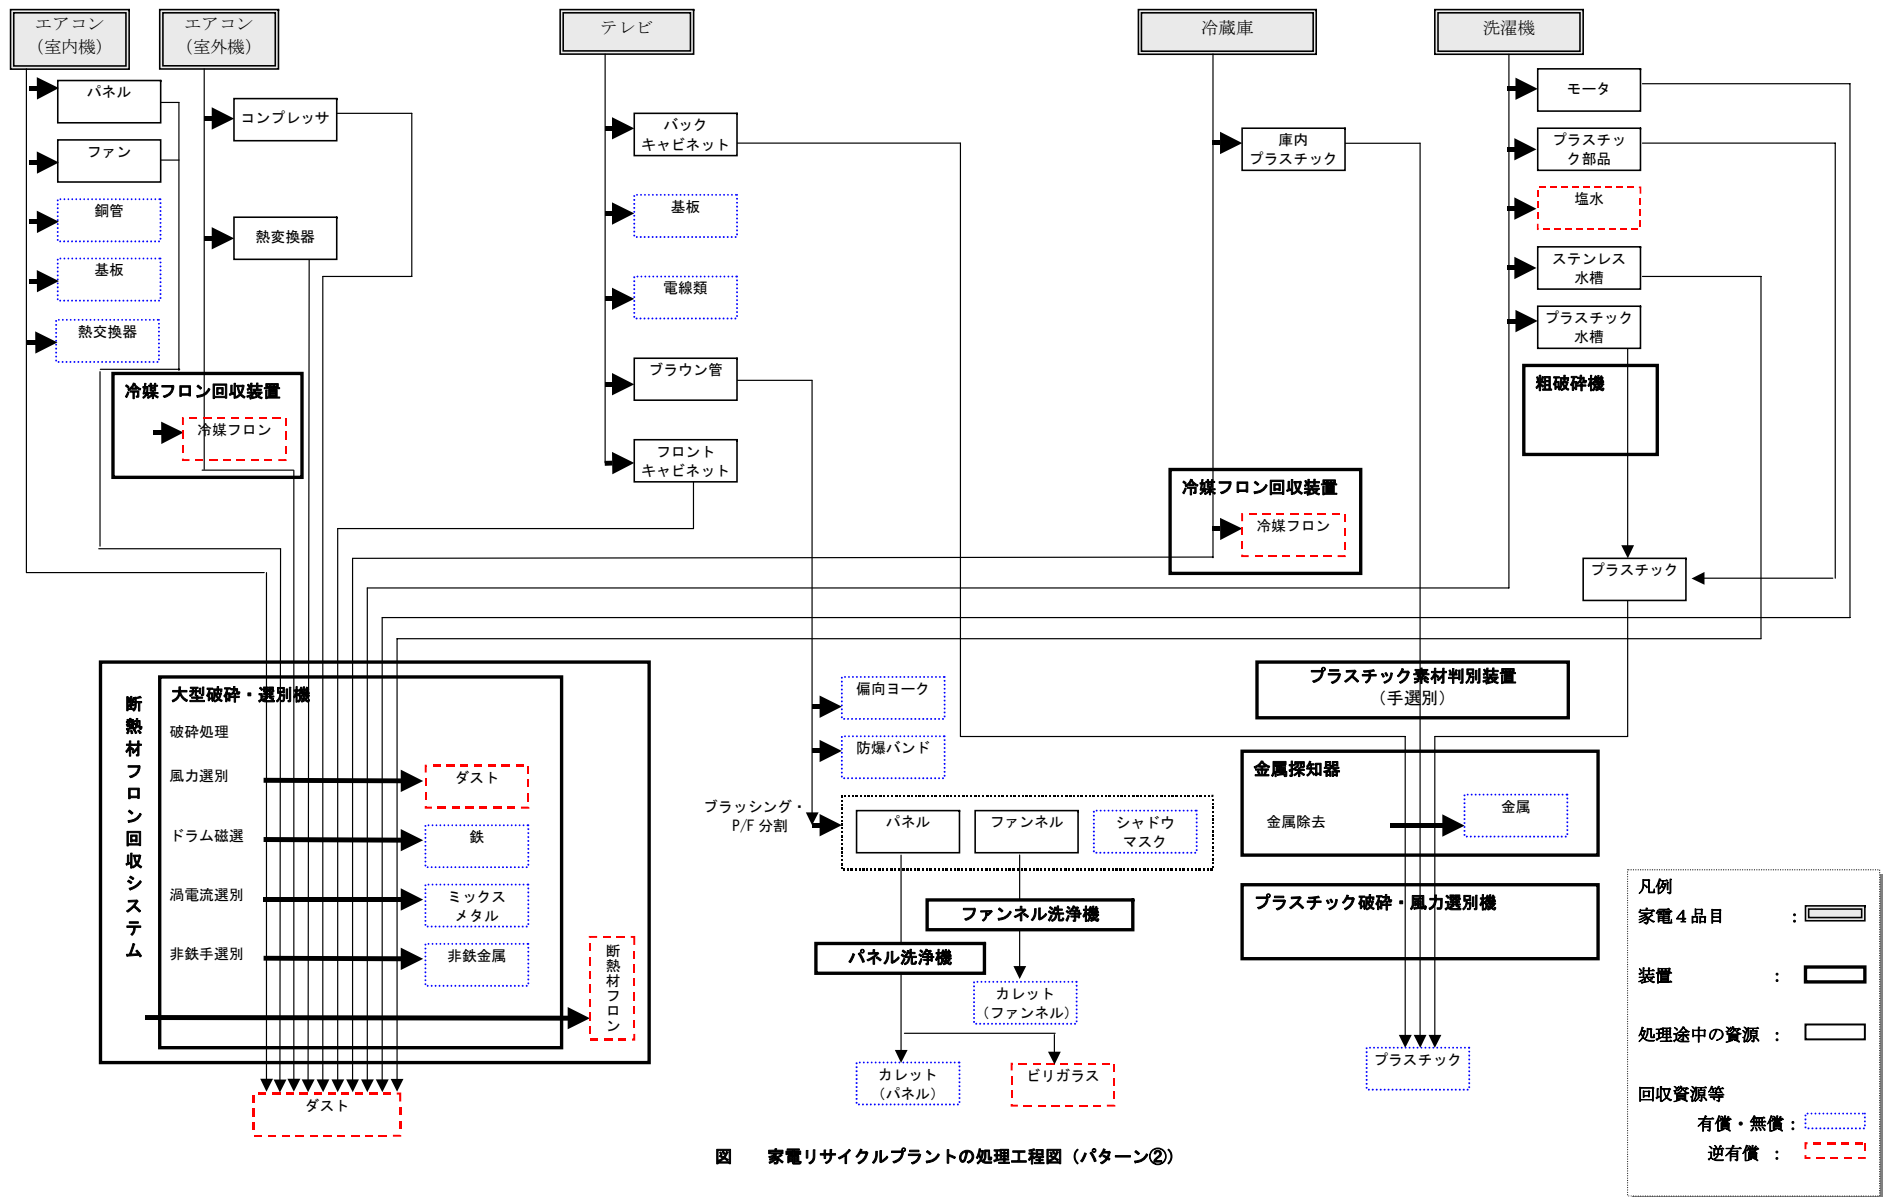 エアコン
（室内機）
エアコン
（室外機）
テレビ
冷蔵庫
洗濯機
パネル
ファン
銅管
基板
熱交換器
コンプレッサ
熱変換器
冷媒フロン回収装置
冷媒フロン
バック
キャビネット
基板
電線類
ブラウン管
フロント
キャビネット
庫内
プラスチック
冷媒フロン回収装置
冷媒フロン
モータ
プラスチッ
ク部品
塩水
ステンレス
水槽
プラスチック
水槽
粗破砕機
プラスチック
断熱材フロン回収システム
大型破砕・選別機
破砕処理
風力選別
ダスト
ドラム磁選
鉄
渦電流選別
ミックス
メタル
非鉄手選別
非鉄金属
断熱材フロン
ダスト
偏向ヨーク
防爆バンド
ブラッシング・
P/F 分割
パネル
ファンネル
シャドウ
マスク
ファンネル洗浄機
パネル洗浄機
カレット
（ファンネル）
カレット
（パネル）
ビリガラス
プラスチック素材判別装置
（手選別）
金属探知器
金属除去
金属
プラスチック破砕・風力選別機
プラスチック
凡例
家電４品目　：
装置　：
処理途中の資源　：
回収資源等
有償・無償：
逆有償　：
図　家電リサイクルプラントの処理工程図（パターン②）